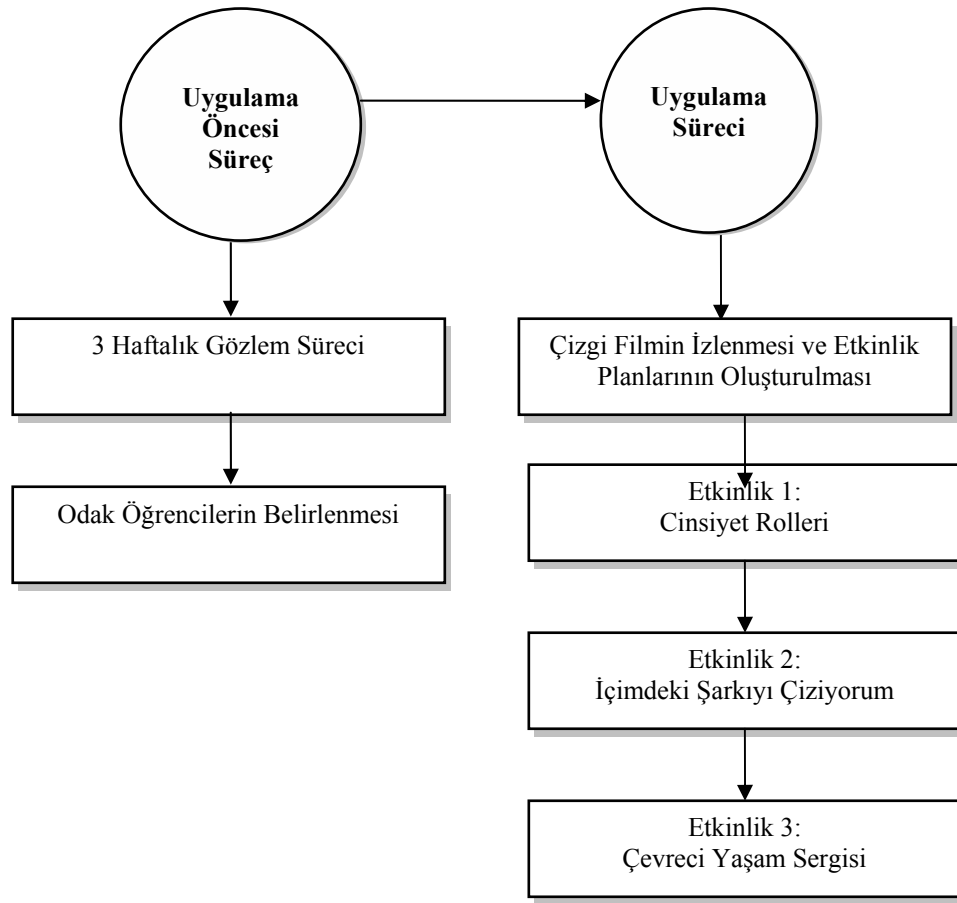 Uygulama
Öncesi
Süreç
Uygulama
Süreci
3 Haftalık Gözlem Süreci
Odak Öğrencilerin Belirlenmesi
Çizgi Filmin İzlenmesi ve Etkinlik
Planlarının Oluşturulması
Etkinlik 1:
Cinsiyet Rolleri
Etkinlik 2:
İçimdeki Şarkıyı Çiziyorum
Etkinlik 3:
Çevreci Yaşam Sergisi